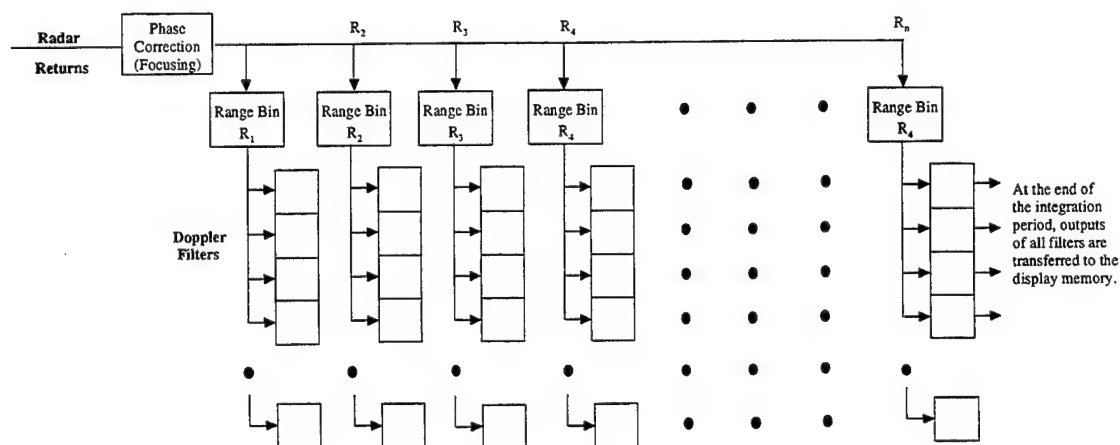 Radar
Returns
Phase
Correction
(Focusing)
R₂
R₃
R₄
Rₙ
Range Bin
R₁
Range Bin
R₂
Range Bin
R₃
Range Bin
R₄
Range Bin
R₄
Doppler
Filters
At the end of
the integration
period, outputs
of all filters are
transferred to the
display memory.